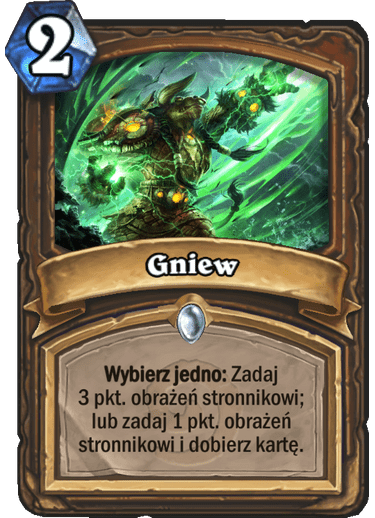 2
Gniew
Wybierz jedno: Zadaj
3 pkt. obrażeń stronnikowi;
lub zadaj 1 pkt. obrażeń
stronnikowi i dobierz kartę.